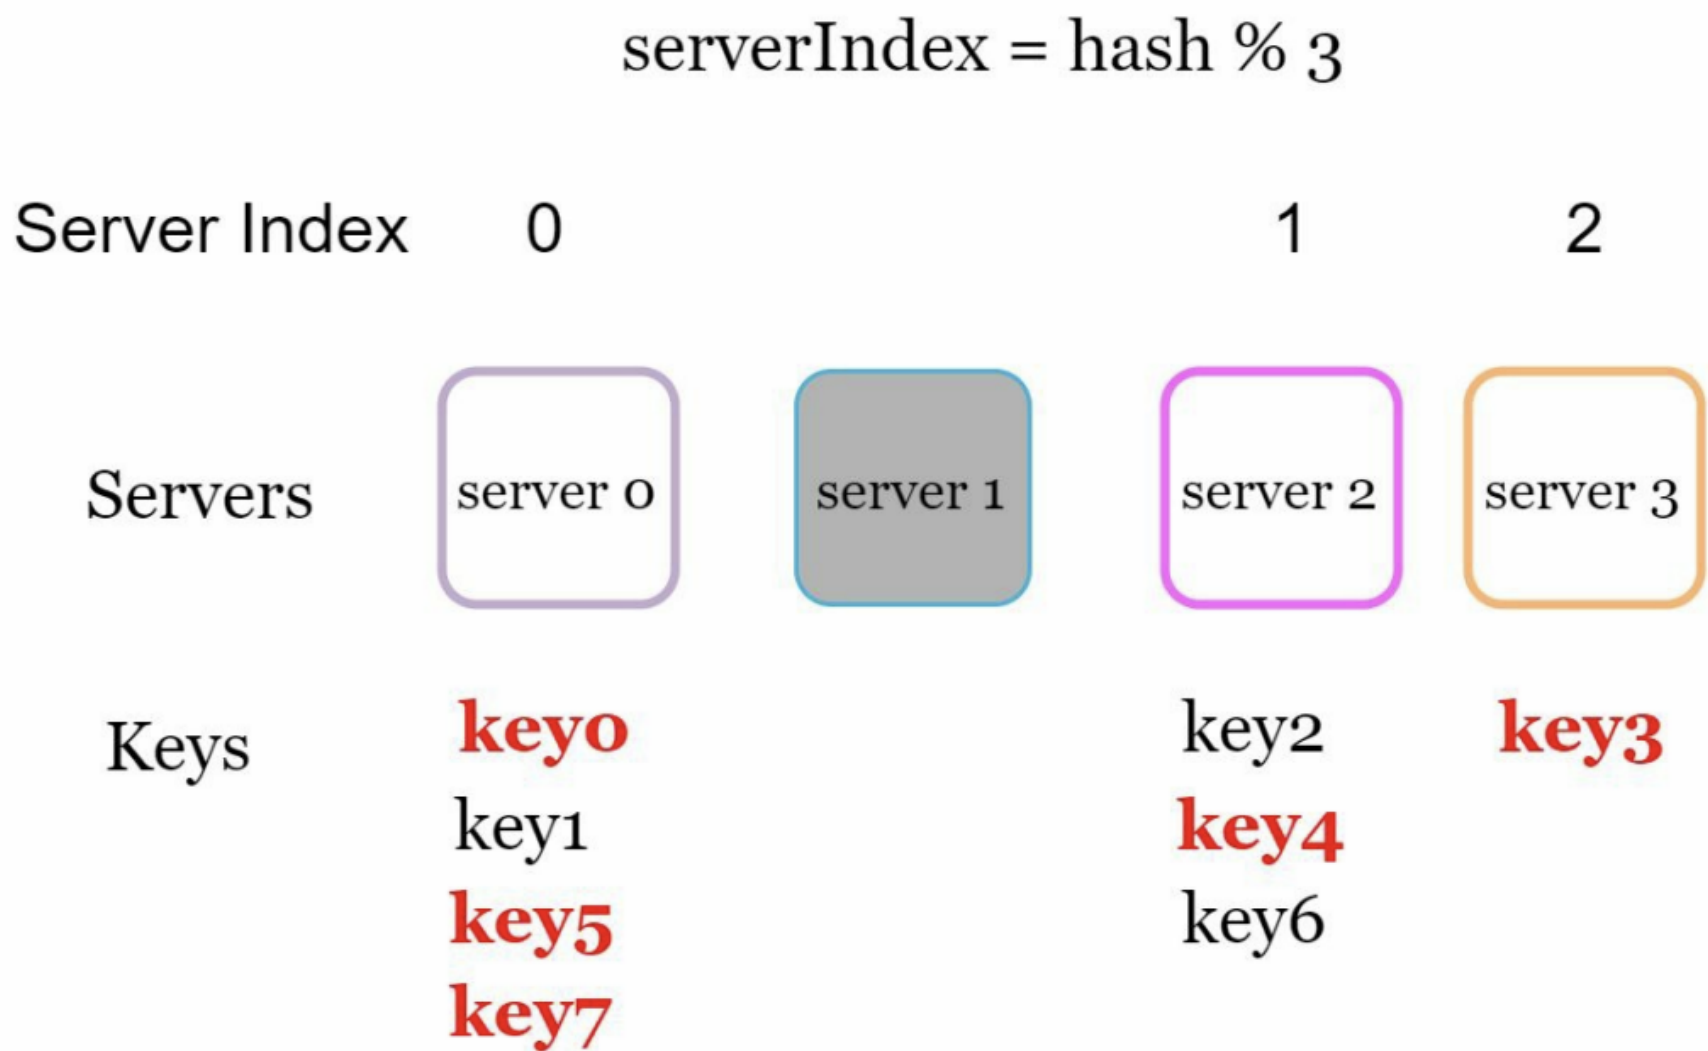 serverIndex = hash % 3
Server Index 0 1 2
Servers server 0 server 1 server 2 server 3
Keys key0 key2 key3
key1 key4
key5 key6
key7